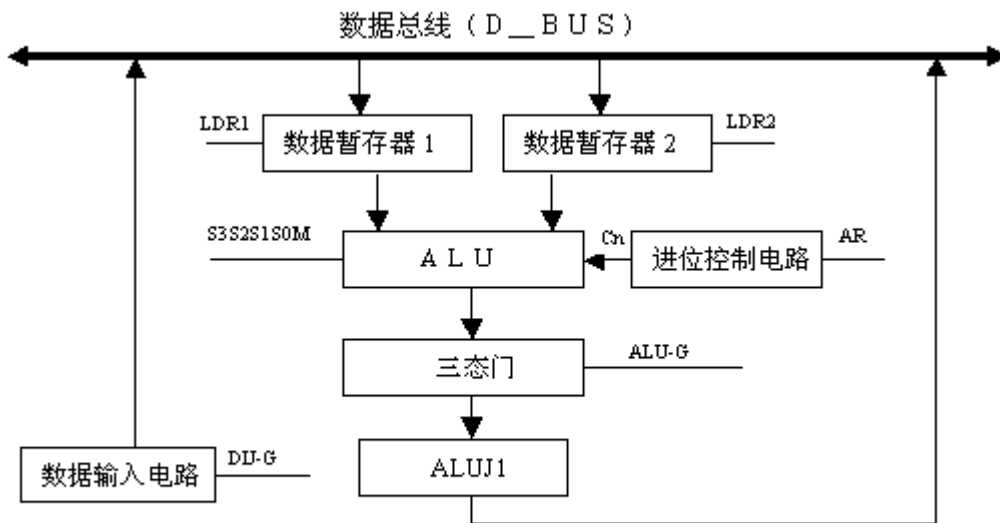 数据总线（D__BUS）
LDR1
数据暂存器1
数据暂存器2
LDR2
S3S2S1S0M
ALU
Cn
进位控制电路
AR
三态门
ALU-G
数据输入电路
DIJ-G
ALUJ1